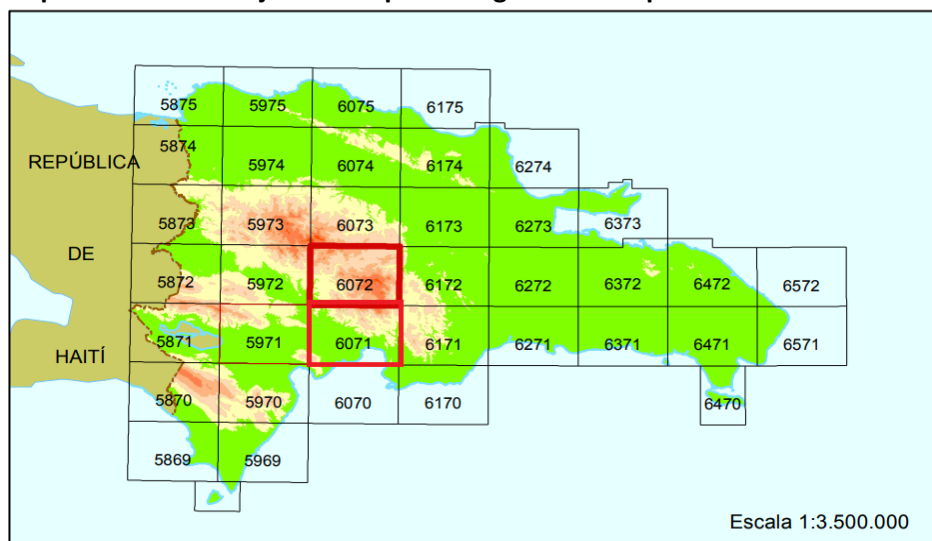 5875 5975 6075 6175
5874
REPÚBLICA 5974 6074 6174 6274
5873 5973 6073 6173 6273 6373
DE
5872 5972 6072 6172 6272 6372 6472 6572
HAITÍ 5871 5971 6071 6171 6271 6371 6471 6571
5870 5970 6070 6170 6470
5869 5969
Escala 1:3.500.000